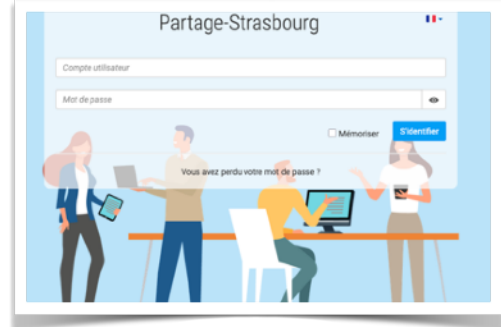 Partage-Strasbourg
Compte utilisateur
Mot de passe
Mémoriser
S'identifier
Vous avez perdu votre mot de passe ?